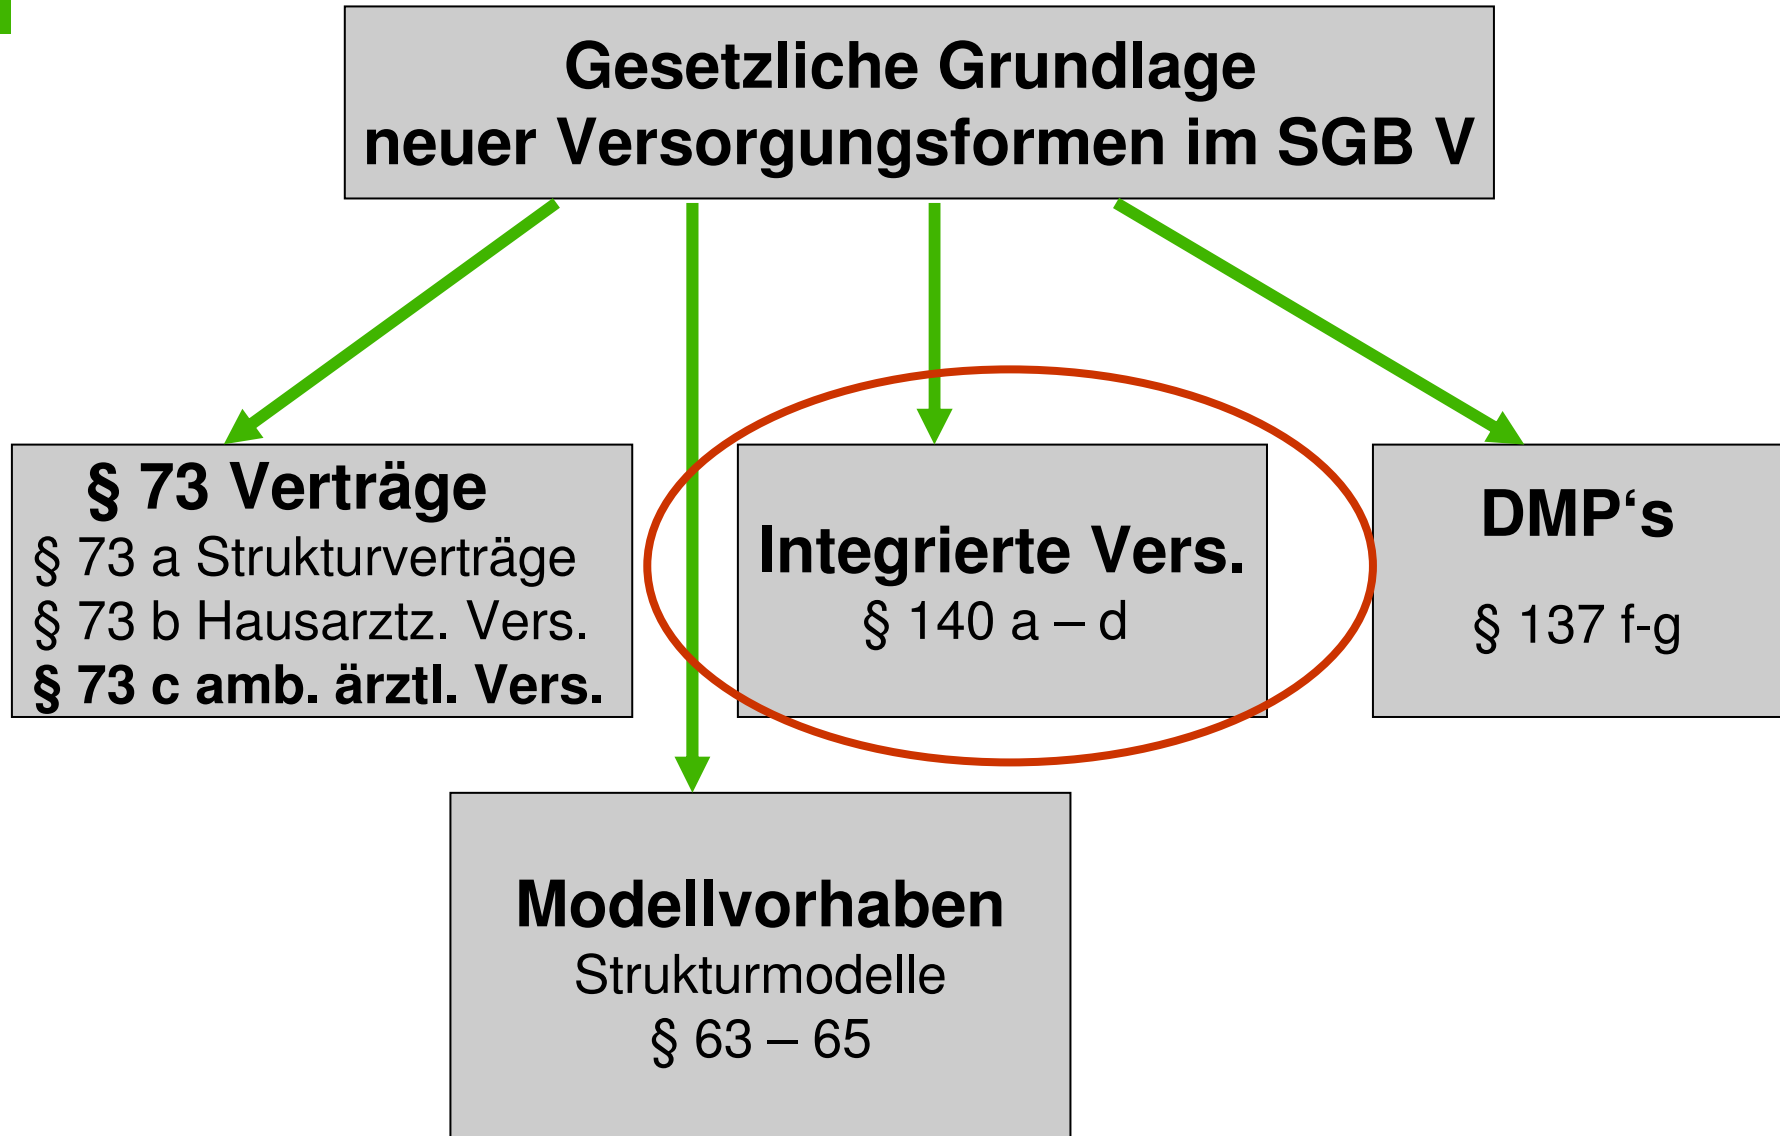 Gesetzliche Grundlage
neuer Versorgungsformen im SGB V
§ 73 Verträge
§ 73 a Strukturverträge
§ 73 b Hausarztz. Vers.
§ 73 c amb. ärztl. Vers.
Integrierte Vers.
§ 140 a – d
DMP‘s
§ 137 f-g
Modellvorhaben
Strukturmodelle
§ 63 – 65